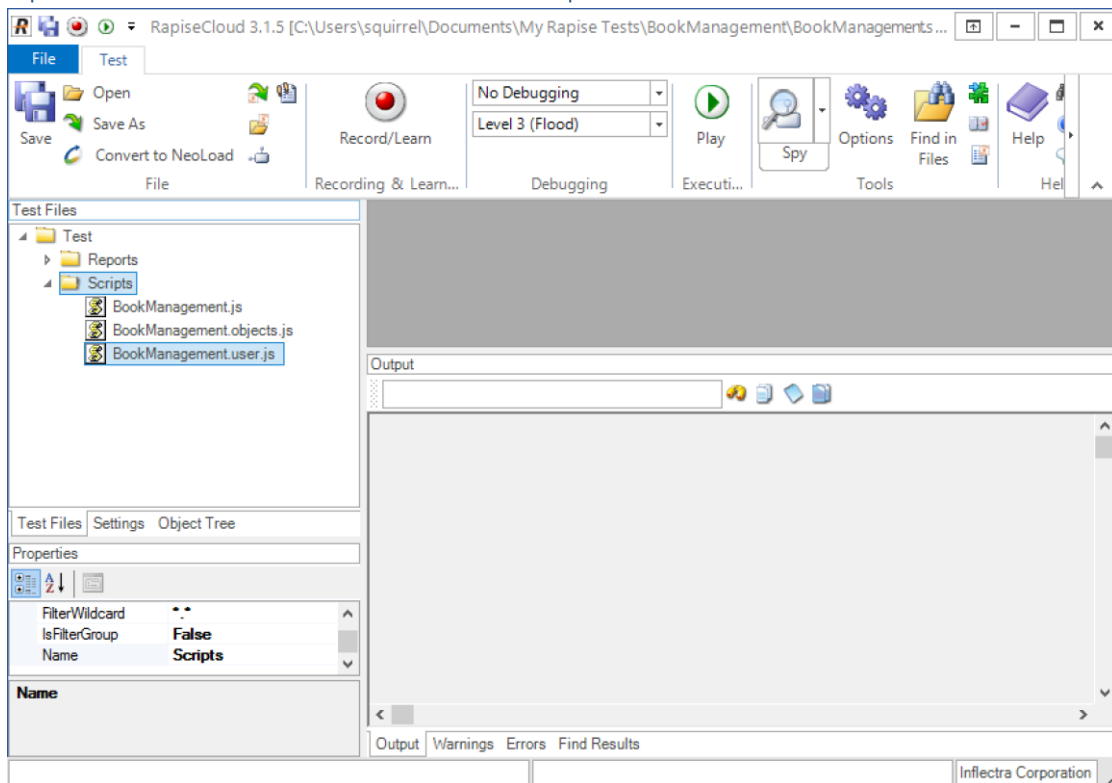 RapiseCloud 3.1.5 [C:\Users\squirrel\Documents\My Rapise Tests\BookManagement\BookManagements...
File Test
Open
Save As
Convert to NeoLoad
Save
File
Record/Learn
Recording & Learn...
No Debugging
Level 3 (Flood)
Debugging
Play
Executi...
Spy
Options
Find in
Files
Tools
Help
Hel
Test Files
Test
Reports
Scripts
BookManagement.js
BookManagement.objects.js
BookManagement.user.js
Test Files Settings Object Tree
Properties
FilterWildcard *.*
IsFilterGroup False
Name Scripts
Name
Output
Output Warnings Errors Find Results
Inflectra Corporation